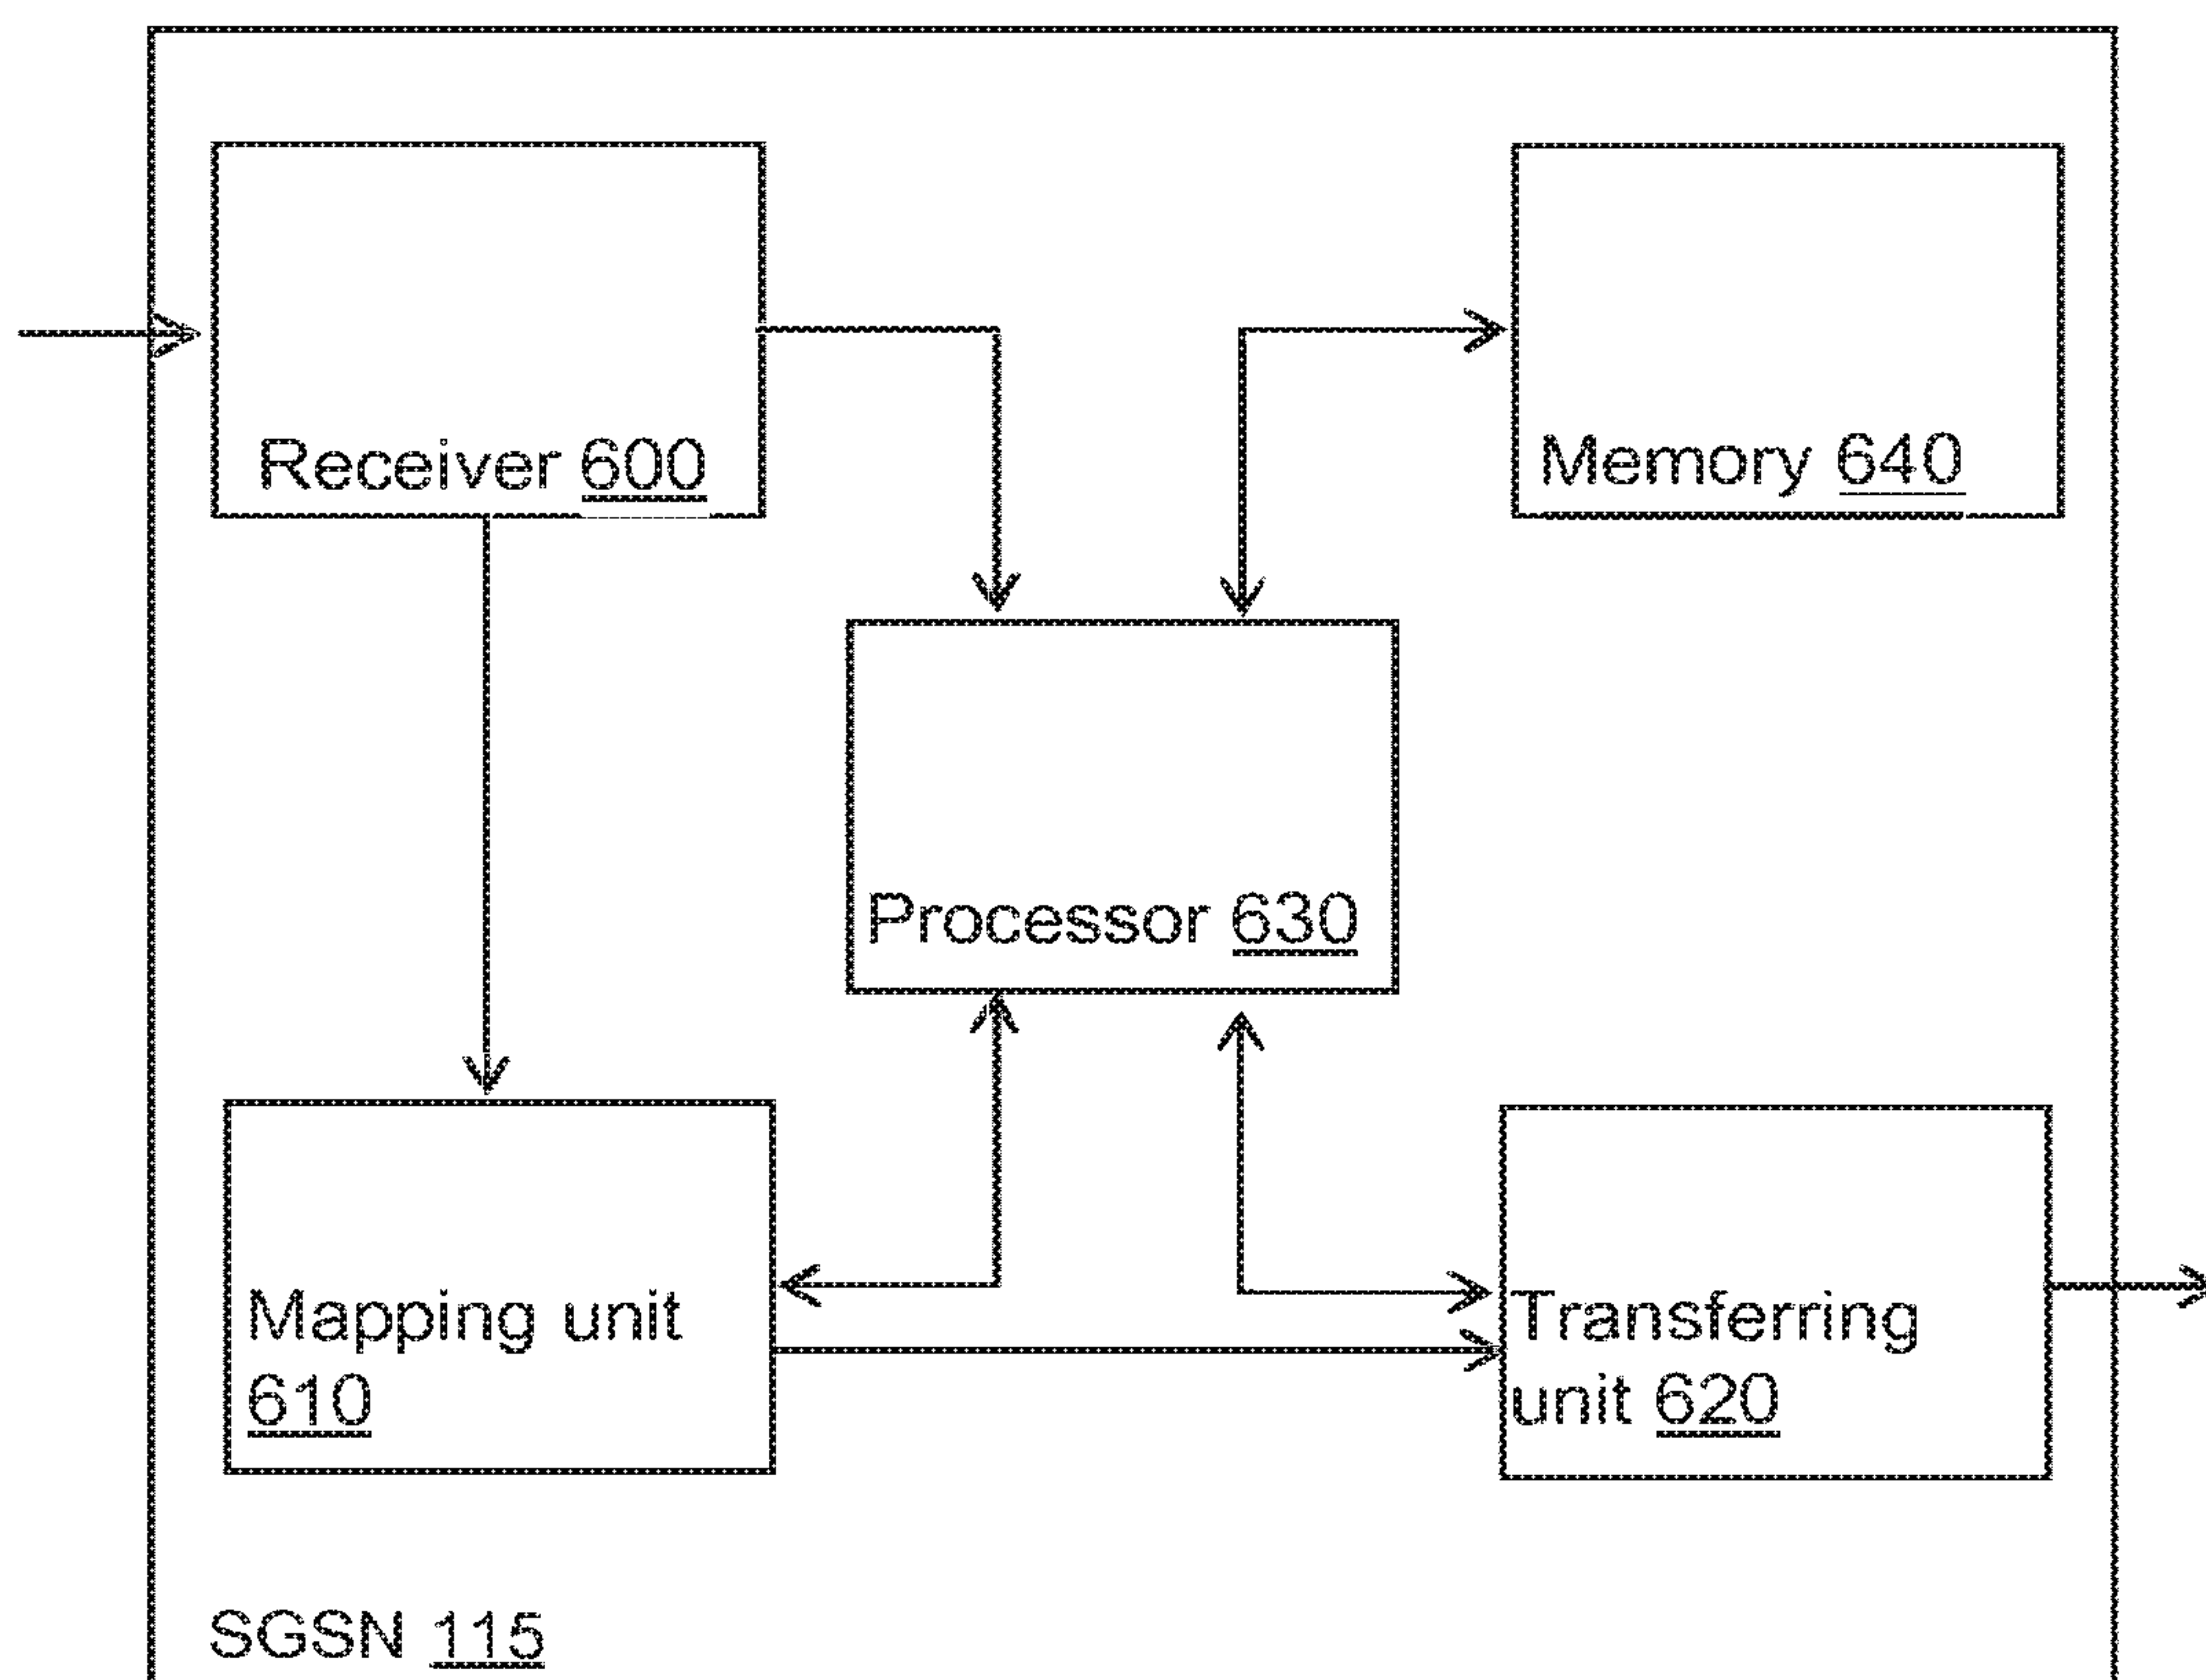 Receiver 600
Memory 640
Processor 630
Mapping unit
610
Transferring
unit 620
SGSN 115